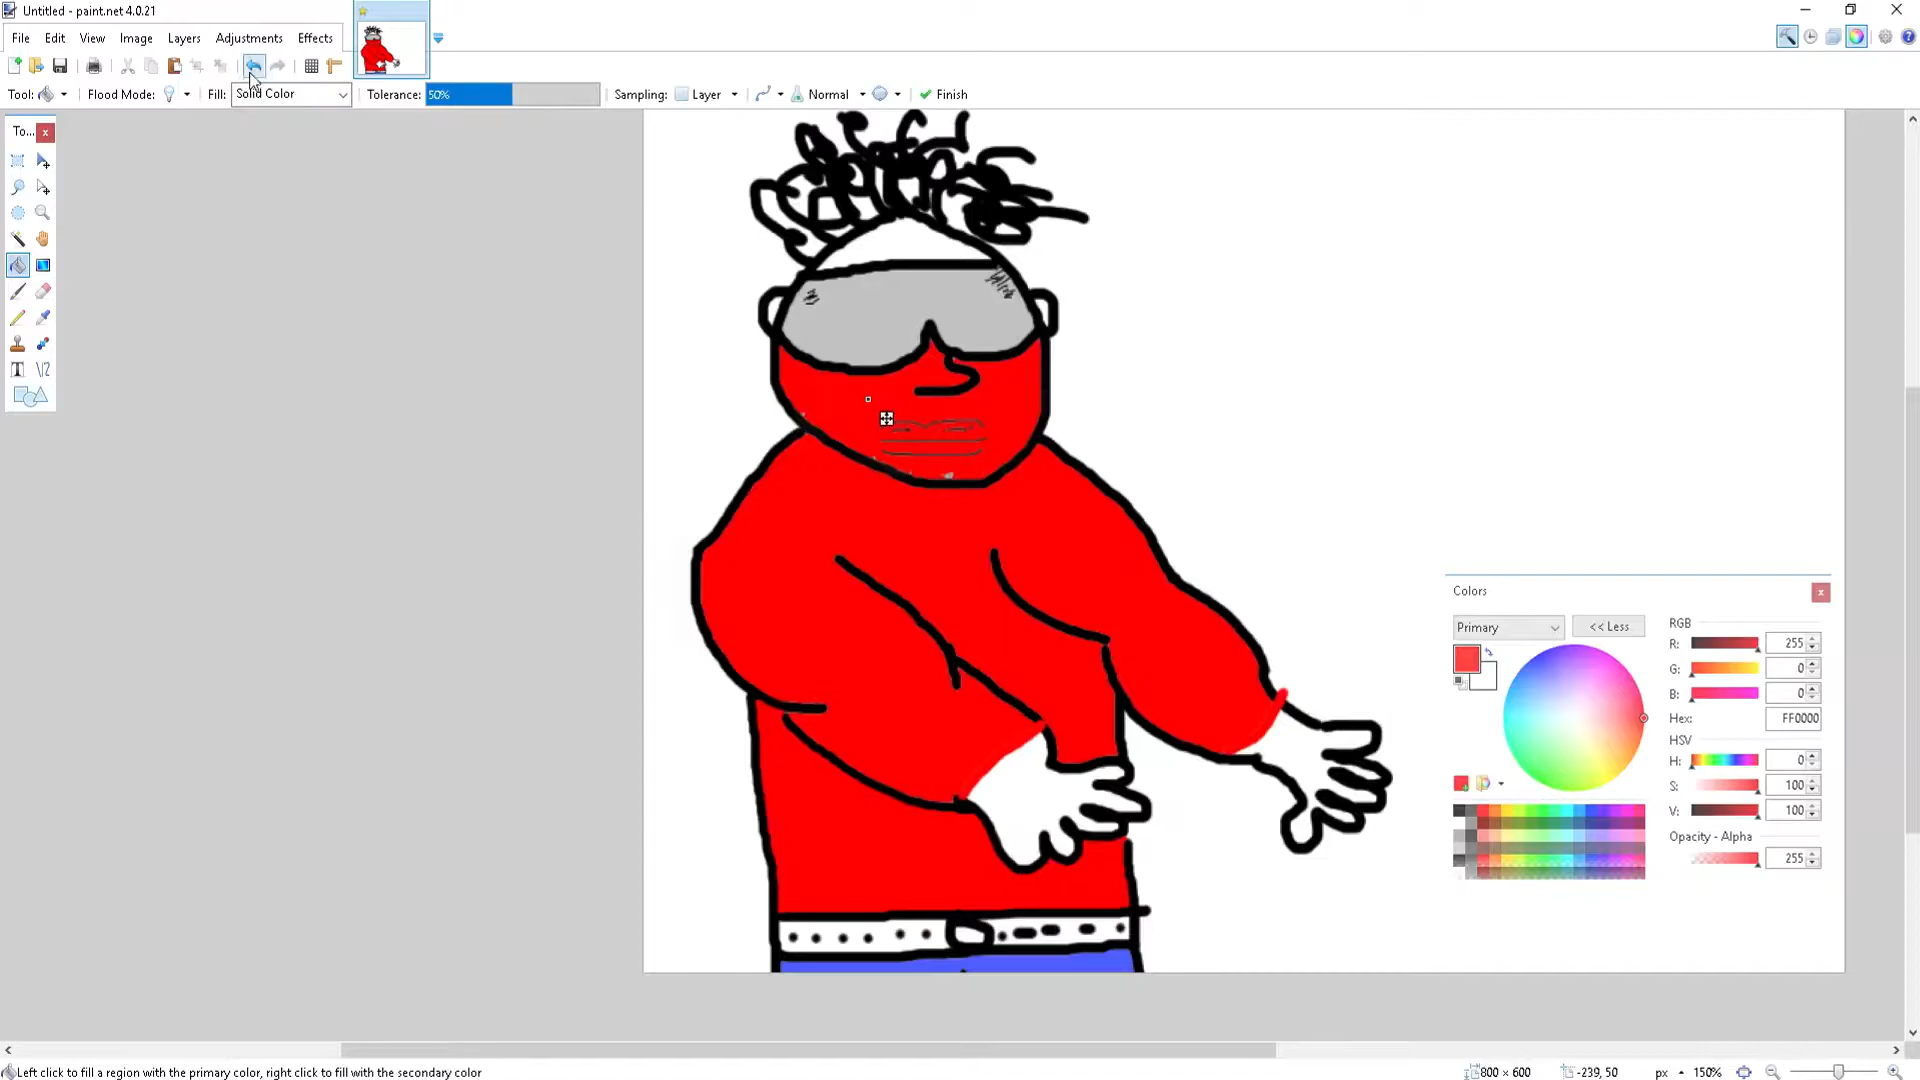 Untitled - paint.net 4.0.21
File Edit View Image Layers Adjustments Effects
Tool: Flood Mode: Fill: Solid Color Tolerance: 50% Sampling: Layer Normal Finish
To...
Colors
Primary << Less RGB
R: 255
G: 0
B: 0
Hex: FF0000
HSV
H: 0
S: 100
V: 100
Opacity - Alpha
255
Left click to fill a region with the primary color, right click to fill with the secondary color 800 × 600 -239, 50 px 150%